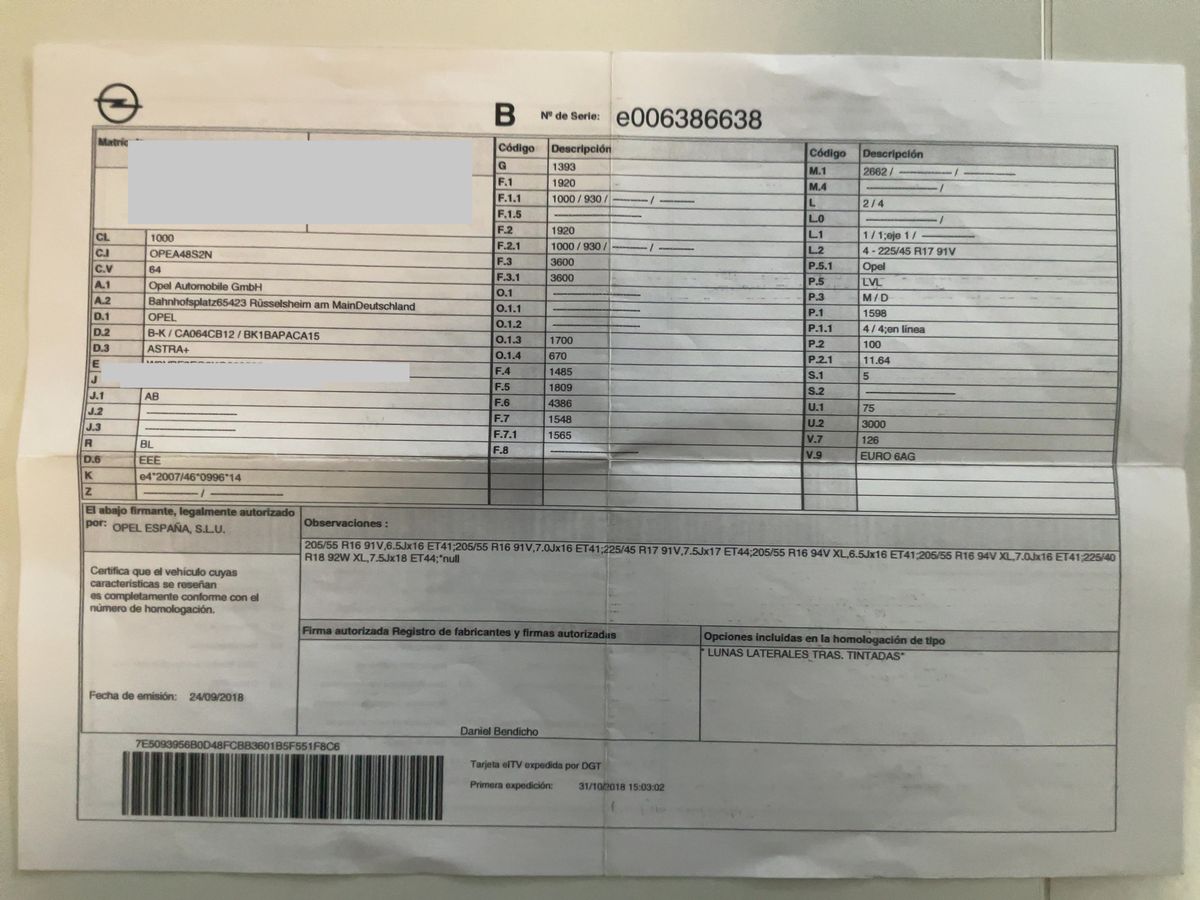 B Nº de Serie: e006386638
Código Descripción
Código Descripción
CL 1000
C.I OPEA48S2N
C.V 64
A.1 Opel Automobile GmbH
A.2 Bahnhofsplatz65423 Rüsselsheim am MainDeutschland
D.1 OPEL
D.2 B-K / CA064CB12 / BK1BAPACA15
D.3 ASTRA+
E
J
J.1 AB
J.2 ———
J.3 ———
R BL
D.6 EEE
K e4*2007/46*0996*14
Z ——— / ———
G 1393
F.1 1920
F.1.1 1000 / 930 / ——— / ———
F.1.5 ———
F.2 1920
F.2.1 1000 / 930 / ——— / ———
F.3 3600
F.3.1 3600
O.1 ———
O.1.1 ———
O.1.2 ———
O.1.3 1700
O.1.4 670
F.4 1485
F.5 1809
F.6 4386
F.7 1548
F.7.1 1565
F.8 ———
M.1 2662 / ——— / ———
M.4 ——— /
L 2 / 4
L.0 ——— /
L.1 1 / 1;eje 1 / ———
L.2 4 - 225/45 R17 91V
P.5.1 Opel
P.5 LVL
P.3 M / D
P.1 1598
P.1.1 4 / 4;en línea
P.2 100
P.2.1 11.64
S.1 5
S.2 ———
U.1 75
U.2 3000
V.7 126
V.9 EURO 6AG
El abajo firmante, legalmente autorizado
por: OPEL ESPAÑA, S.L.U.
Certifica que el vehículo cuyas
características se reseñan
es completamente conforme con el
número de homologación.
Fecha de emisión: 24/09/2018
Observaciones :
205/55 R16 91V,6.5Jx16 ET41;205/55 R16 91V,7.0Jx16 ET41;225/45 R17 91V,7.5Jx17 ET44;205/55 R16 94V XL,6.5Jx16 ET41;205/55 R16 94V XL,7.0Jx16 ET41;225/40
R18 92W XL,7.5Jx18 ET44;*null
Firma autorizada Registro de fabricantes y firmas autorizadas
Daniel Bendicho
Opciones incluidas en la homologación de tipo
* LUNAS LATERALES TRAS. TINTADAS*
7E5093956B0D48FCBB3601B5F551F8C6
Tarjeta eITV expedida por DGT
Primera expedición: 31/10/2018 15:03:02